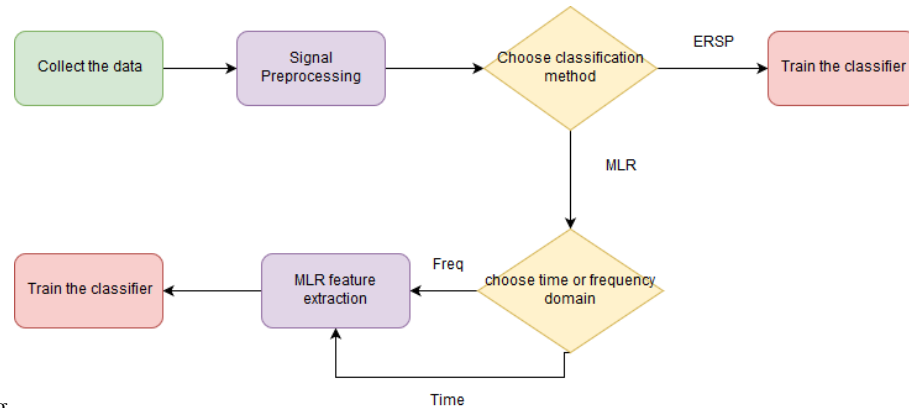 Collect the data
Signal
Preprocessing
Choose classification
method
ERSP
Train the classifier
MLR
choose time or frequency
domain
Freq
MLR feature
extraction
Train the classifier
Time